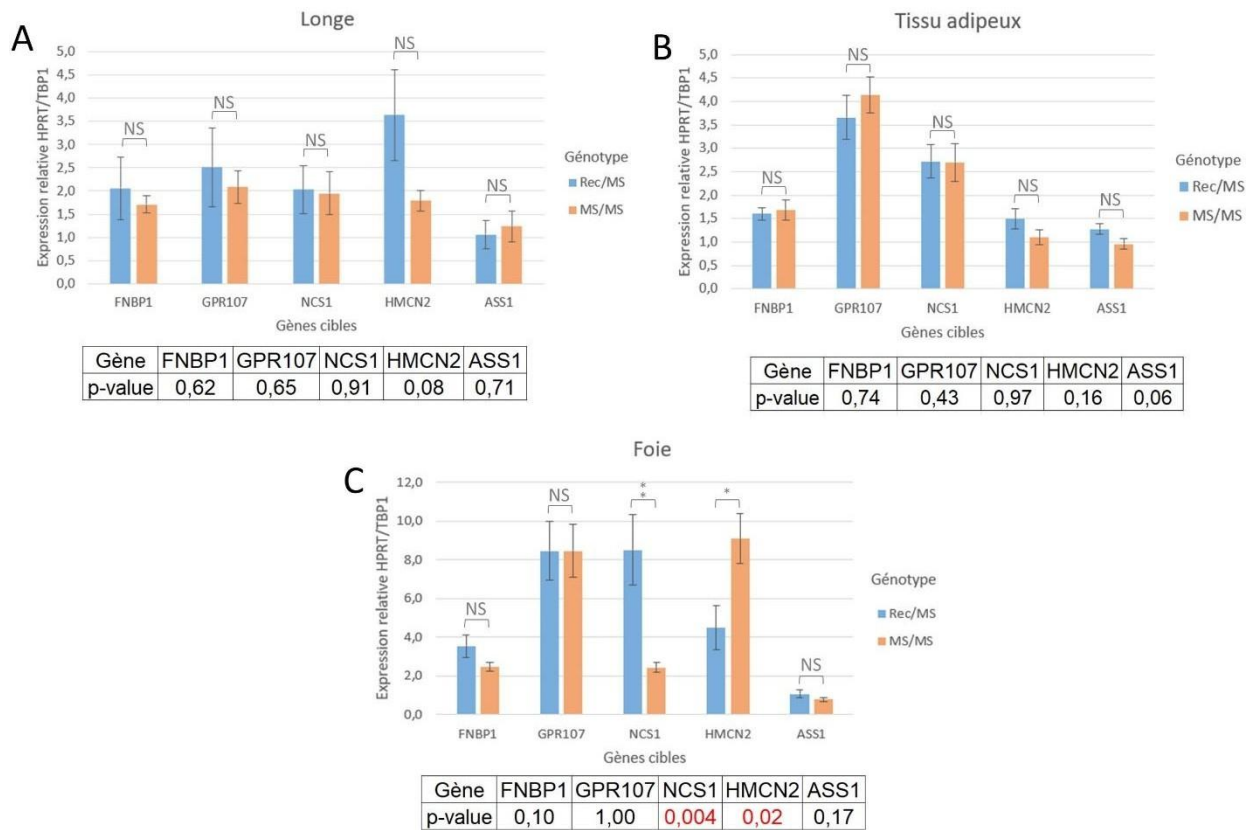 A
Longe
Expression relative HPRT/TBP1
5,0
4,5
4,0
3,5
3,0
2,5
2,0
1,5
1,0
0,5
0,0
NS
NS
NS
NS
NS
FNBP1 GPR107 NCS1 HMCN2 ASS1
Gènes cibles
Génotype
Rec/MS
MS/MS
Gène FNBP1 GPR107 NCS1 HMCN2 ASS1
p-value 0,62 0,65 0,91 0,08 0,71
B
Tissu adipeux
Expression relative HPRT/TBP1
5,0
4,5
4,0
3,5
3,0
2,5
2,0
1,5
1,0
0,5
0,0
NS
NS
NS
NS
NS
FNBP1 GPR107 NCS1 HMCN2 ASS1
Gènes cibles
Génotype
Rec/MS
MS/MS
Gène FNBP1 GPR107 NCS1 HMCN2 ASS1
p-value 0,74 0,43 0,97 0,16 0,06
C
Foie
Expression relative HPRT/TBP1
12,0
10,0
8,0
6,0
4,0
2,0
0,0
NS
NS
**
*
NS
FNBP1 GPR107 NCS1 HMCN2 ASS1
Gènes cibles
Génotype
Rec/MS
MS/MS
Gène FNBP1 GPR107 NCS1 HMCN2 ASS1
p-value 0,10 1,00 0,004 0,02 0,17